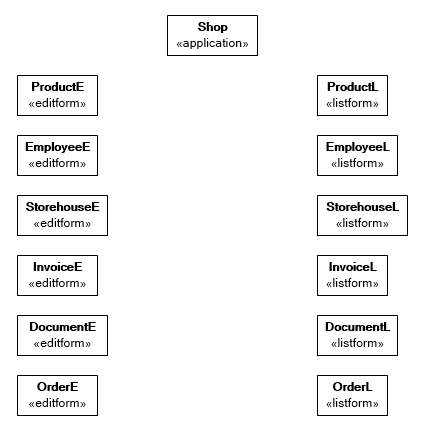 Shop
«application»
ProductE
«editform»
ProductL
«listform»
EmployeeE
«editform»
EmployeeL
«listform»
StorehouseE
«editform»
StorehouseL
«listform»
InvoiceE
«editform»
InvoiceL
«listform»
DocumentE
«editform»
DocumentL
«listform»
OrderE
«editform»
OrderL
«listform»